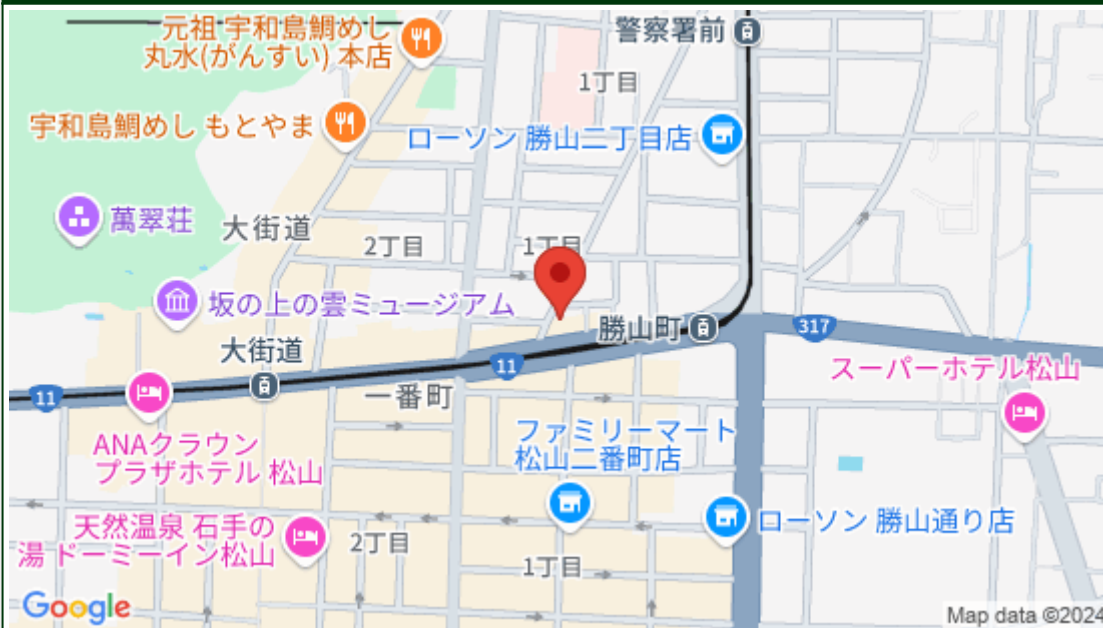 元祖 宇和島鯛めし
丸水(がんすい) 本店
警察署前
1丁目
宇和島鯛めし もとやま
ローソン 勝山二丁目店
萬翠荘
大街道
2丁目
1丁目
坂の上の雲ミュージアム
勝山町
317
大街道
11
スーパーホテル松山
11
一番町
ANAクラウン
プラザホテル 松山
ファミリーマート
松山二番町店
天然温泉 石手の
湯 ドーミーイン松山
2丁目
ローソン 勝山通り店
1丁目
Google
Map data ©2024